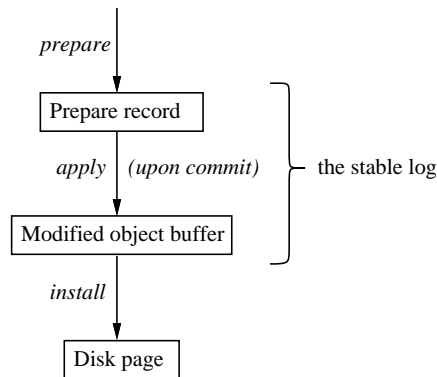 prepare
Prepare record
apply (upon commit)
the stable log
Modified object buffer
install
Disk page